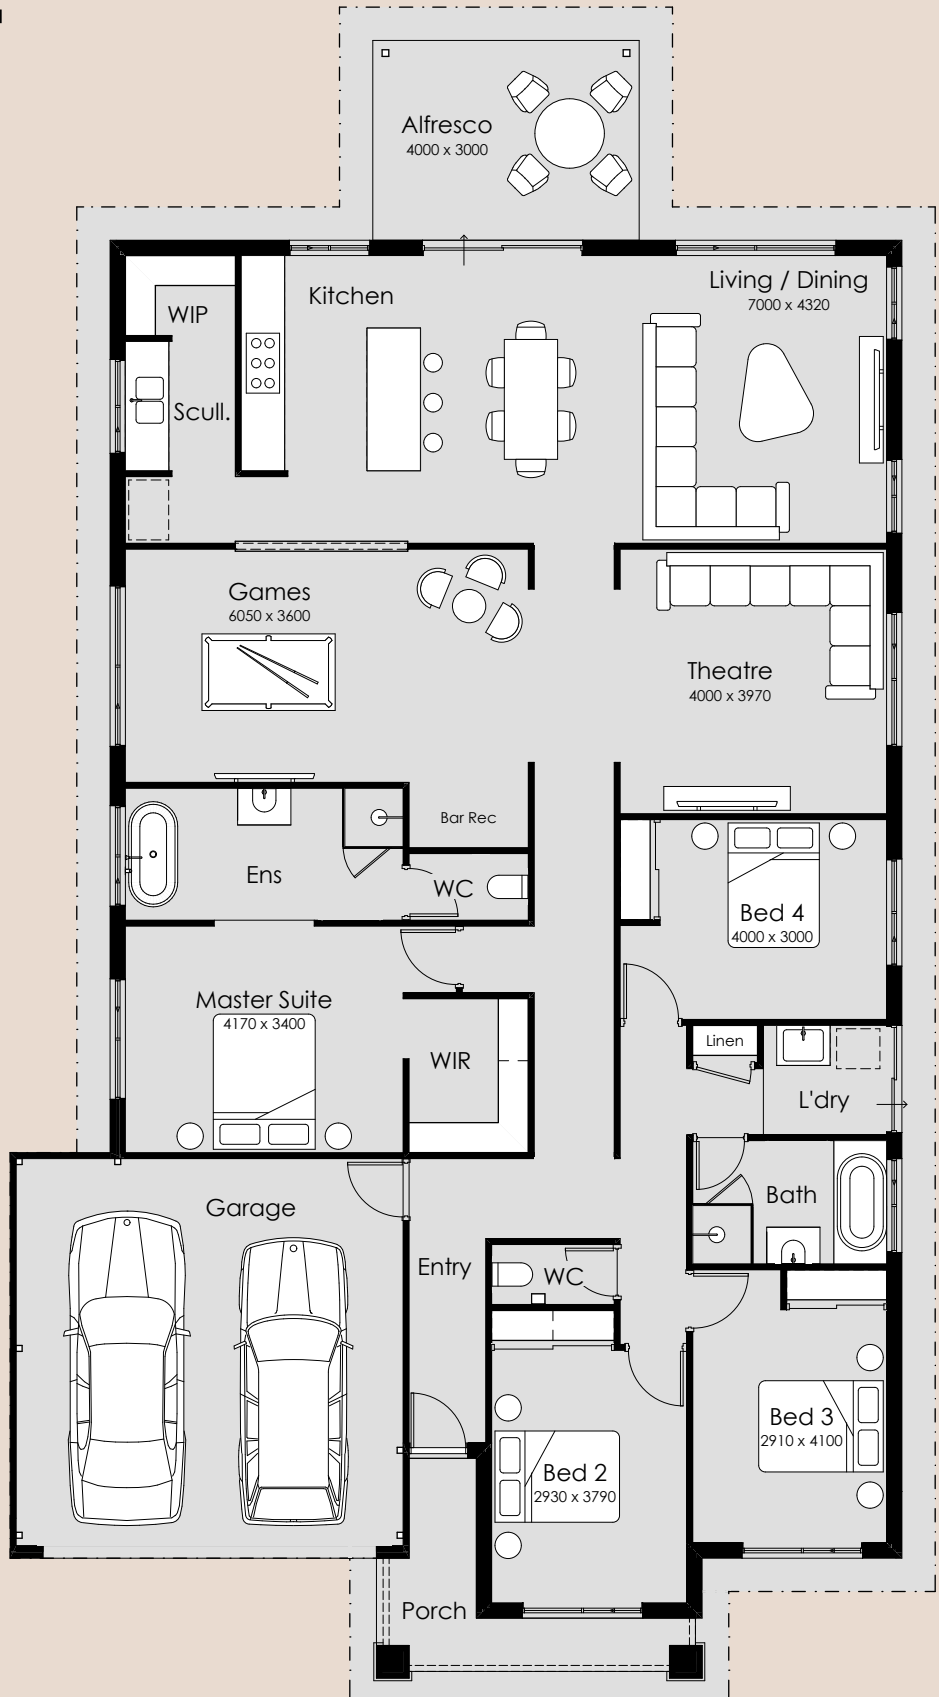 Alfresco
4000 x 3000
Kitchen
Living / Dining
7000 x 4320
WIP
Scull.
Games
6050 x 3600
Theatre
4000 x 3970
Bar Rec
Ens
WC
Bed 4
4000 x 3000
Master Suite
4170 x 3400
WIR
Linen
L'dry
Bath
Garage
Entry
WC
Bed 3
2910 x 4100
Bed 2
2930 x 3790
Porch